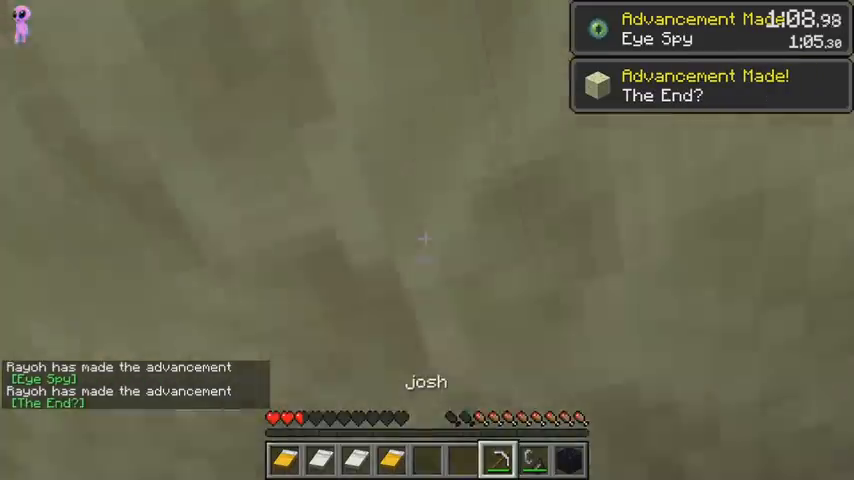 Advancement Made!
Eye Spy
1:08.98
1:05.30
Advancement Made!
The End?
Rayoh has made the advancement
[Eye Spy]
Rayoh has made the advancement
[The End?]
josh